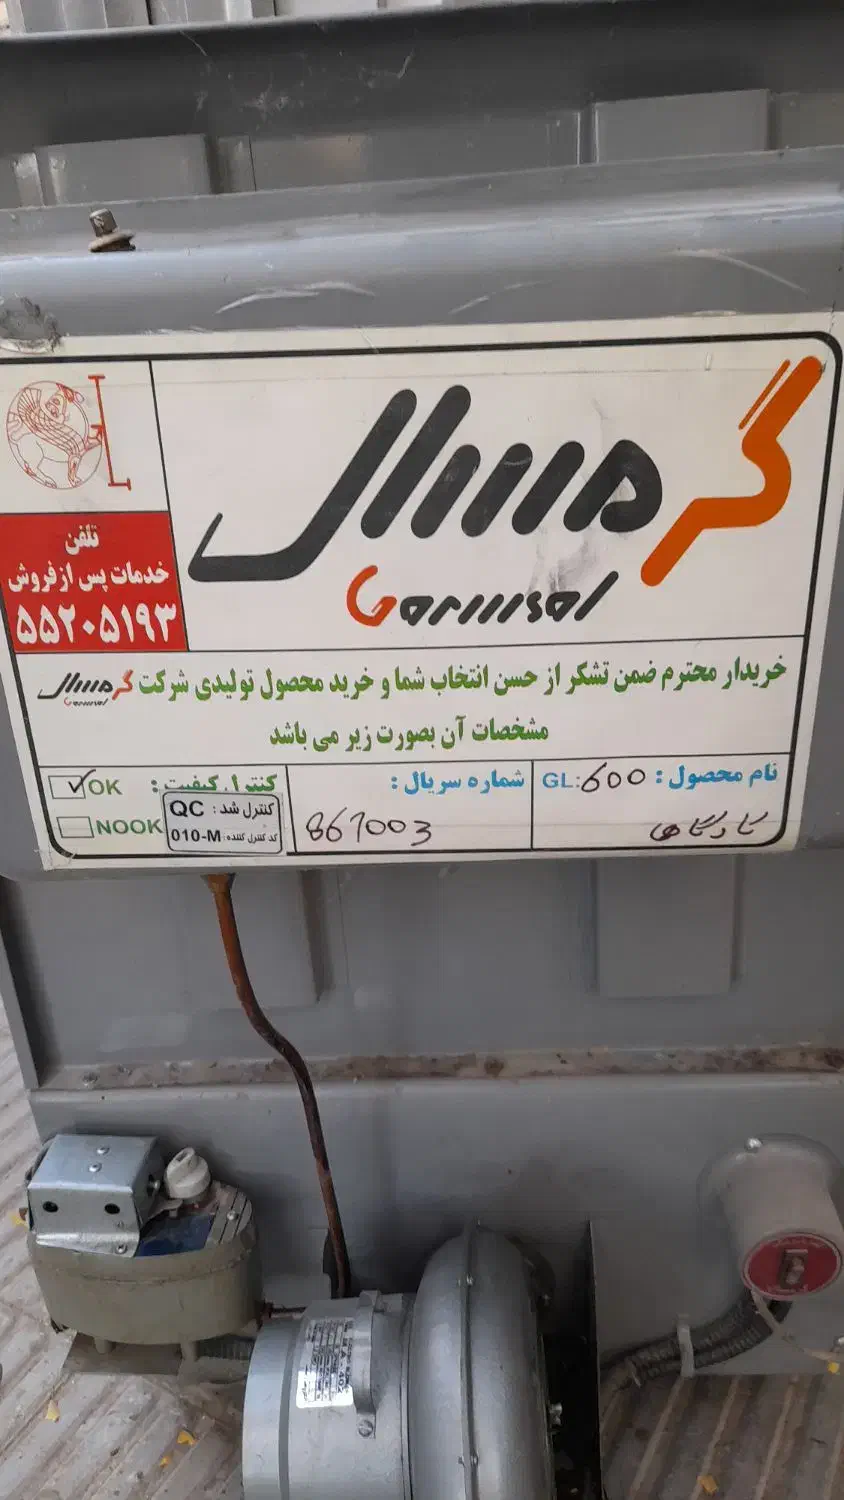 گرمسال
Garmsal
تلفن
خدمات پس از فروش
۵۵۲۰۵۱۹۳
خریدار محترم ضمن تشکر از حسن انتخاب شما و خرید محصول تولیدی شرکت گرمسال
Garmsal
مشخصات آن بصورت زیر می باشد
نام محصول : GL:600
شماره سریال :
867003
کنترل کیفیت :
OK
NOOK
کنترل شد : QC
کد کنترل کننده: 010-M